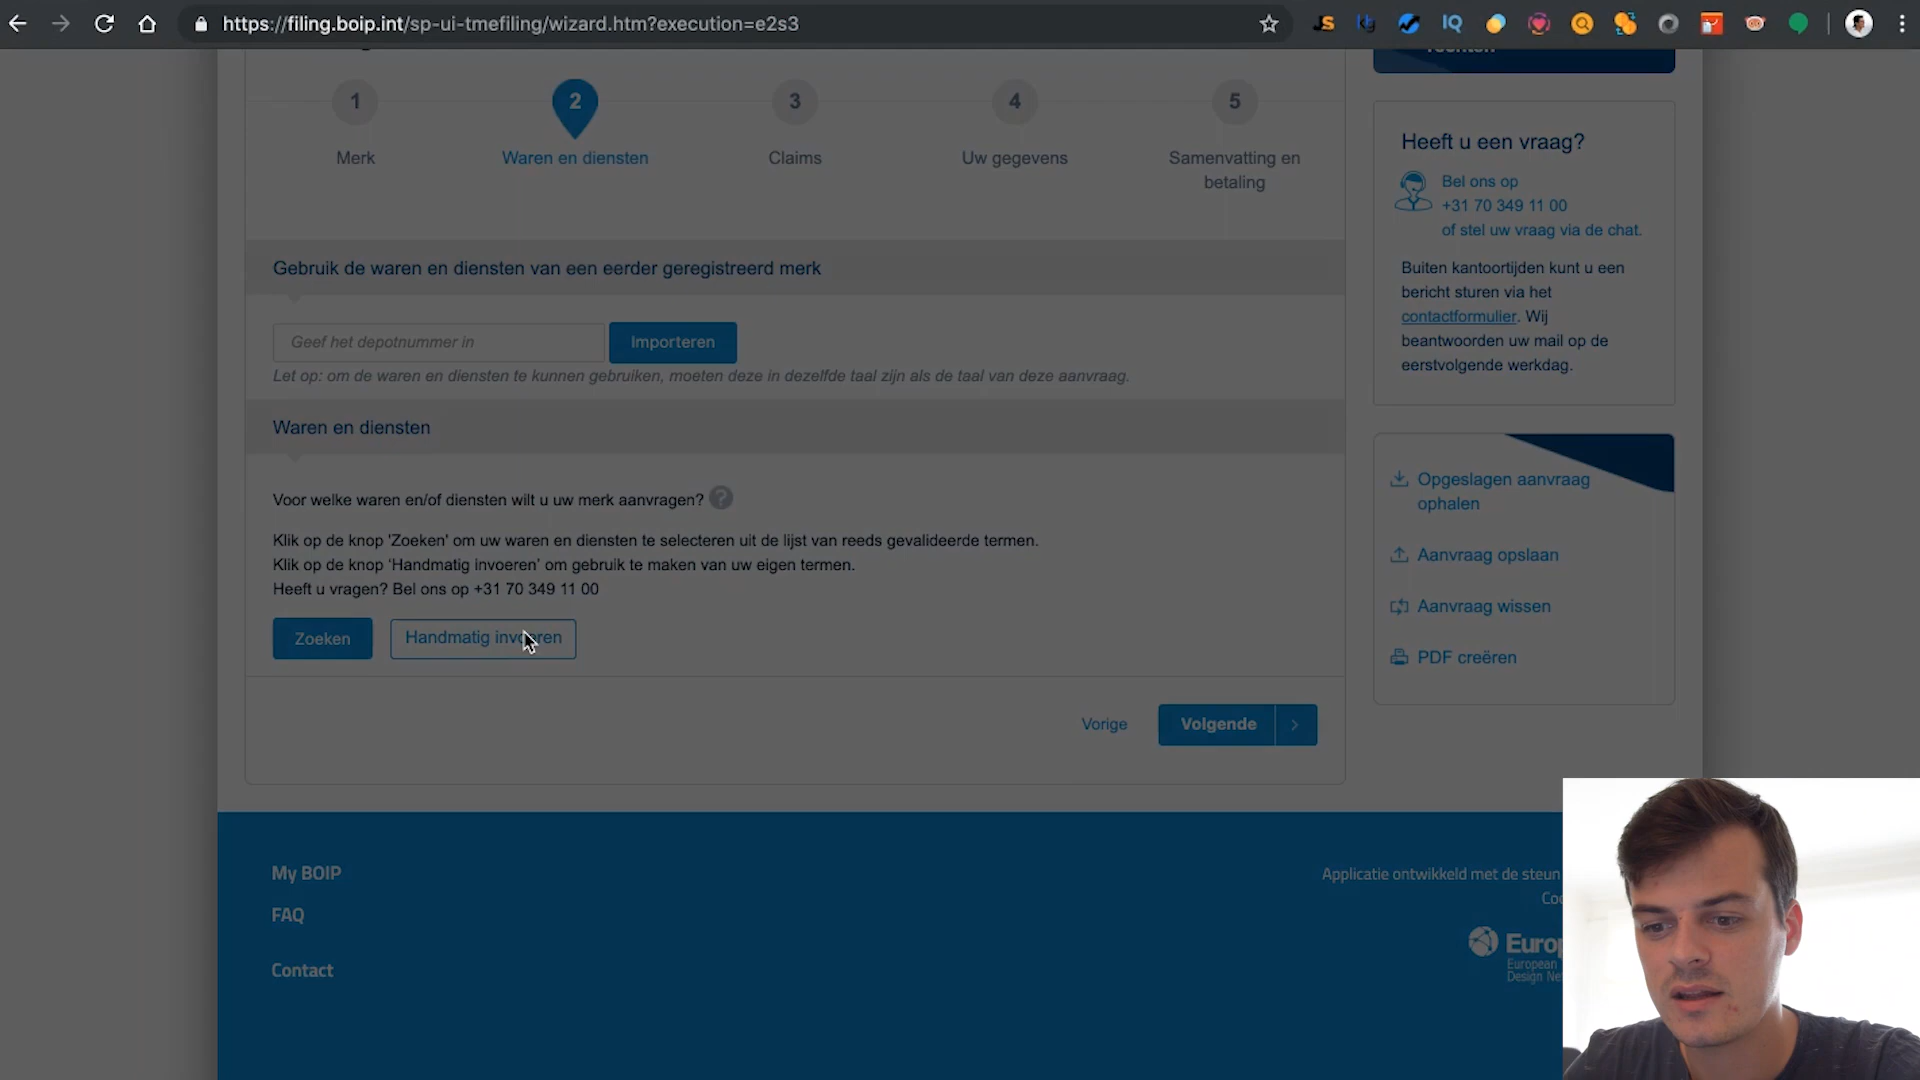 https://filing.boip.int/sp-ui-tmefiling/wizard.htm?execution=e2s3
JS
IQ
1
2
3
4
5
Merk
Waren en diensten
Claims
Uw gegevens
Samenvatting en
betaling
Gebruik de waren en diensten van een eerder geregistreerd merk
Geef het depotnummer in
Importeren
Let op: om de waren en diensten te kunnen gebruiken, moeten deze in dezelfde taal zijn als de taal van deze aanvraag.
Waren en diensten
Voor welke waren en/of diensten wilt u uw merk aanvragen? ?
Klik op de knop 'Zoeken' om uw waren en diensten te selecteren uit de lijst van reeds gevalideerde termen.
Klik op de knop 'Handmatig invoeren' om gebruik te maken van uw eigen termen.
Heeft u vragen? Bel ons op +31 70 349 11 00
Zoeken
Handmatig invoeren
Vorige
Volgende
Heeft u een vraag?
Bel ons op
+31 70 349 11 00
of stel uw vraag via de chat.
Buiten kantoortijden kunt u een
bericht sturen via het
contactformulier. Wij
beantwoorden uw mail op de
eerstvolgende werkdag.
Opgeslagen aanvraag
ophalen
Aanvraag opslaan
Aanvraag wissen
PDF creëren
My BOIP
FAQ
Contact
Applicatie ontwikkeld met de steun
Coo
Europ
European
Design Ne